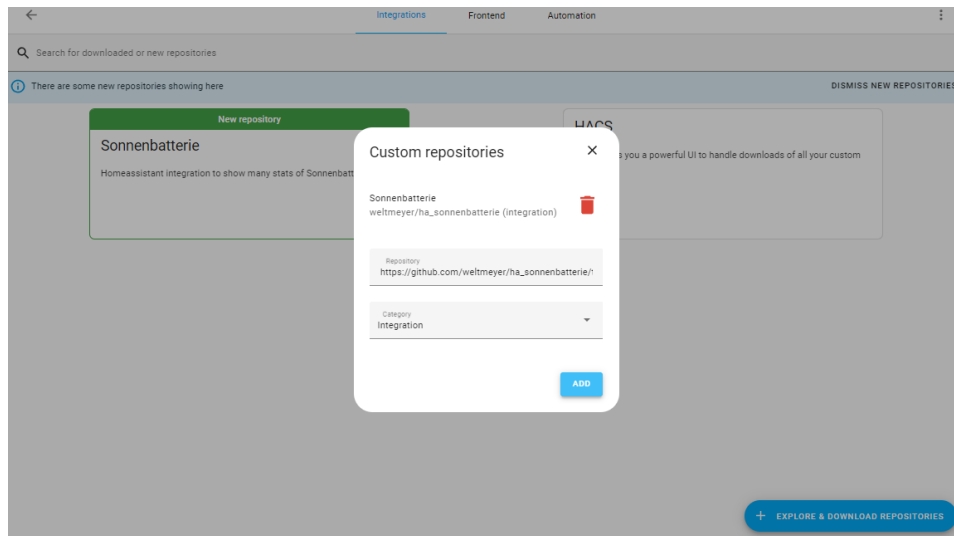 Integrations
Frontend
Automation
Search for downloaded or new repositories
There are some new repositories showing here
DISMISS NEW REPOSITORIES
New repository
Sonnenbatterie
Homeassistant integration to show many stats of Sonnenbatt
HACS
s you a powerful UI to handle downloads of all your custom
Custom repositories
Sonnenbatterie
weltmeyer/ha_sonnenbatterie (integration)
Repository
https://github.com/weltmeyer/ha_sonnenbatterie/
Category
Integration
ADD
+ EXPLORE & DOWNLOAD REPOSITORIES